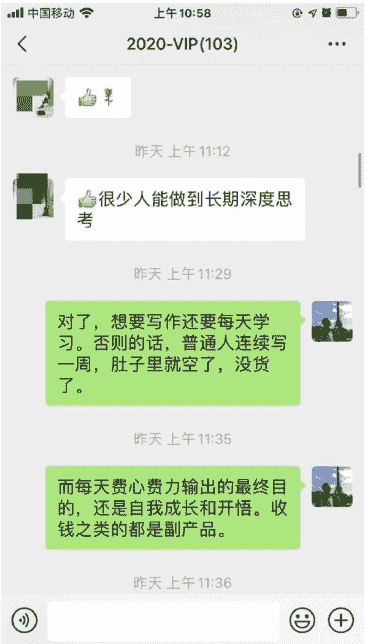 中国移动
上午10:58
2020-VIP(103)
昨天 上午11:12
很少人能做到长期深度思
考
昨天 上午11:29
对了，想要写作还要每天学
习。否则的话，普通人连续写
一周，肚子里就空了，没货
了。
昨天 上午11:35
而每天费心费力输出的最终目
的，还是自我成长和开悟。收
钱之类的都是副产品。
昨天 上午11:36